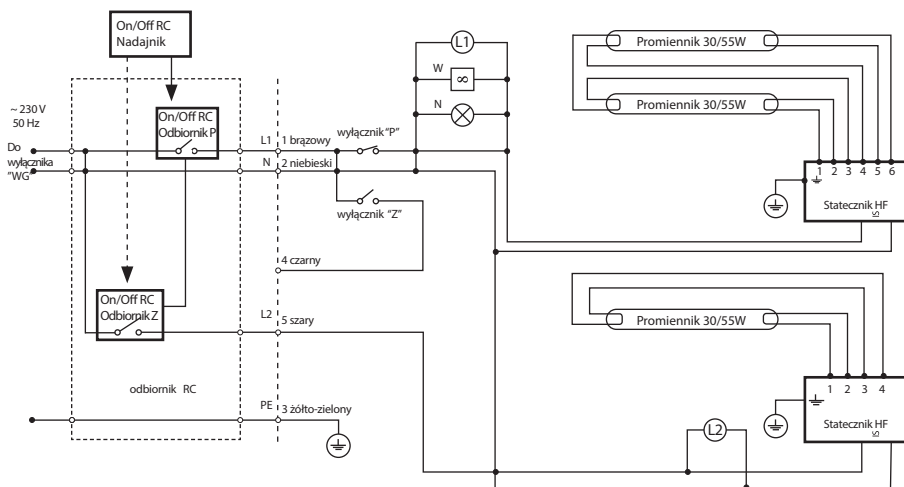 On/Off RC
Nadajnik
~ 230 V
50 Hz
Do
wyłącznika
"WG"
On/Off RC
Odbiornik P
L1
1 brązowy
wyłącznik "P"
N
2 niebieski
wyłącznik "Z"
4 czarny
On/Off RC
Odbiornik Z
L2
5 szary
odbiornik RC
PE
3 żółto-zielony
L1
W
8
N
Promiennik 30/55W
Promiennik 30/55W
1 2 3 4 5 6
Statecznik HF
Promiennik 30/55W
1 2 3 4
Statecznik HF
L2